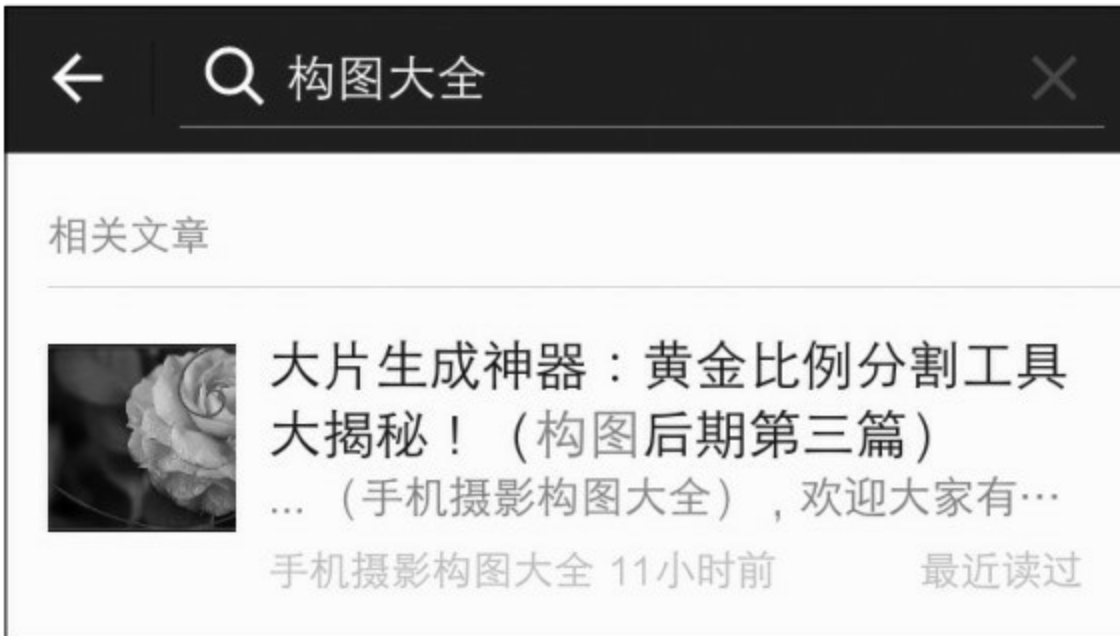 构图大全
相关文章
大片生成神器：黄金比例分割工具
大揭秘！（构图后期第三篇）
...（手机摄影构图大全），欢迎大家有…
手机摄影构图大全 11小时前 最近读过